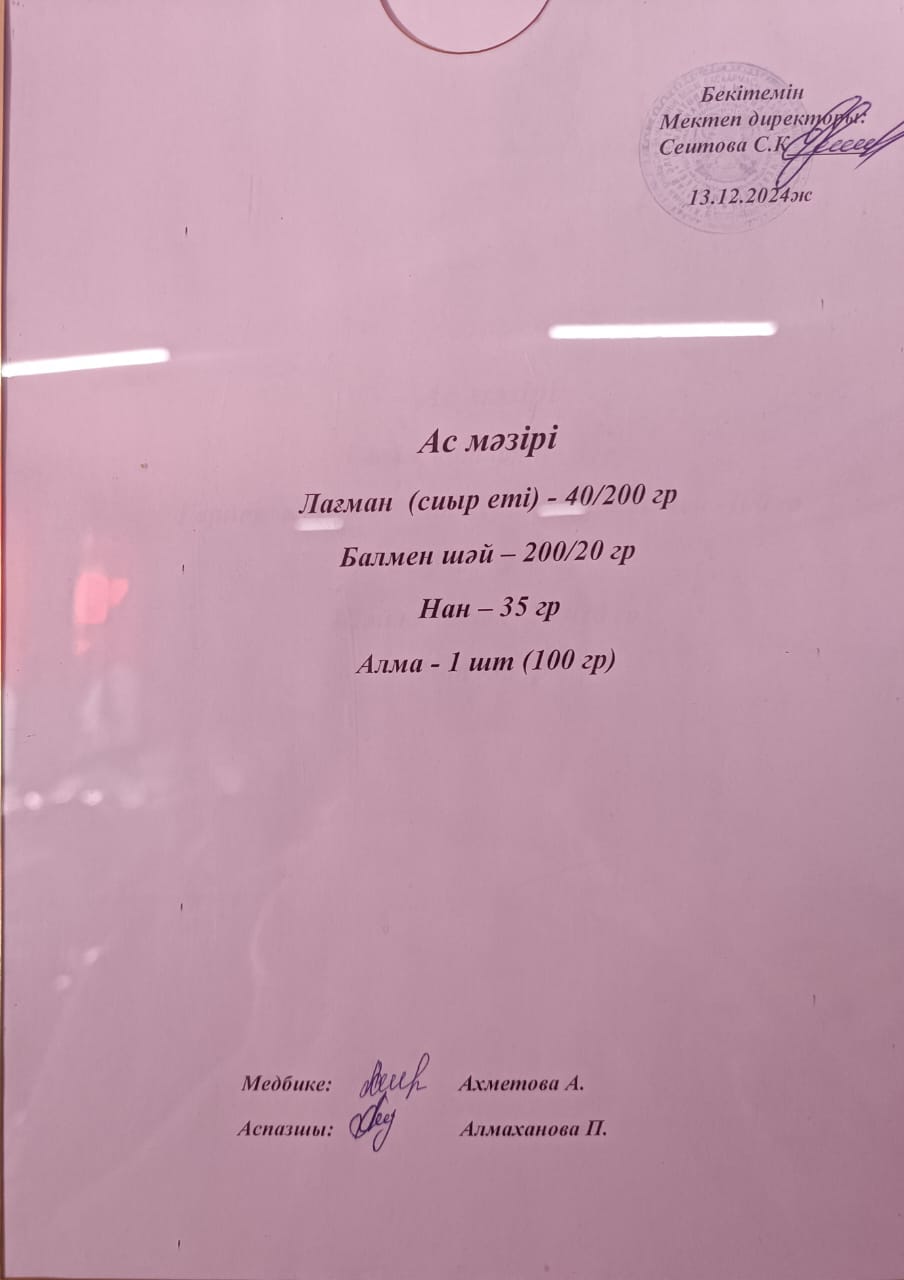 Бекітемін
Мектеп директоры:
Сеитова С.К
13.12.2024ж
Ас мәзірі
Лағман (сиыр еті) - 40/200 гр
Балмен шәй – 200/20 гр
Нан – 35 гр
Алма - 1 шт (100 гр)
Медбике: Ахметова А.
Аспазшы: Алмаханова П.